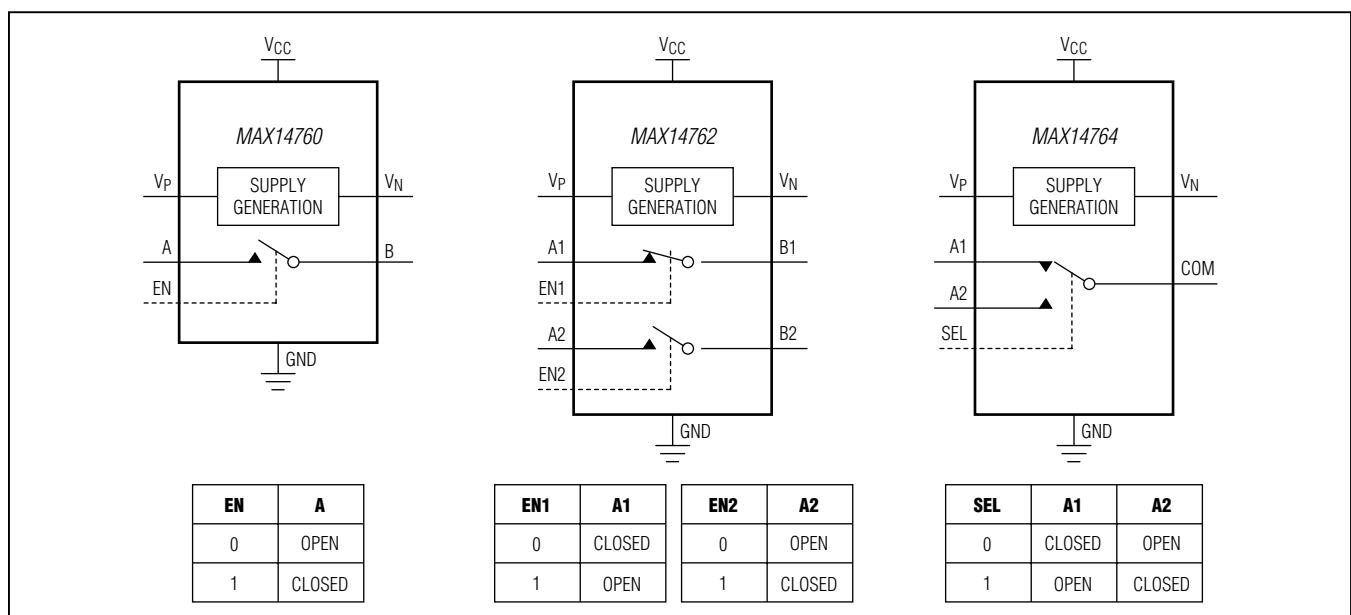 VCC
MAX14760
VP
SUPPLY
GENERATION
VN
A
B
EN
GND
EN A
0 OPEN
1 CLOSED
VCC
MAX14762
VP
SUPPLY
GENERATION
VN
A1
B1
EN1
A2
B2
EN2
GND
EN1 A1
0 CLOSED
1 OPEN
EN2 A2
0 OPEN
1 CLOSED
VCC
MAX14764
VP
SUPPLY
GENERATION
VN
A1
COM
A2
SEL
GND
SEL A1 A2
0 CLOSED OPEN
1 OPEN CLOSED